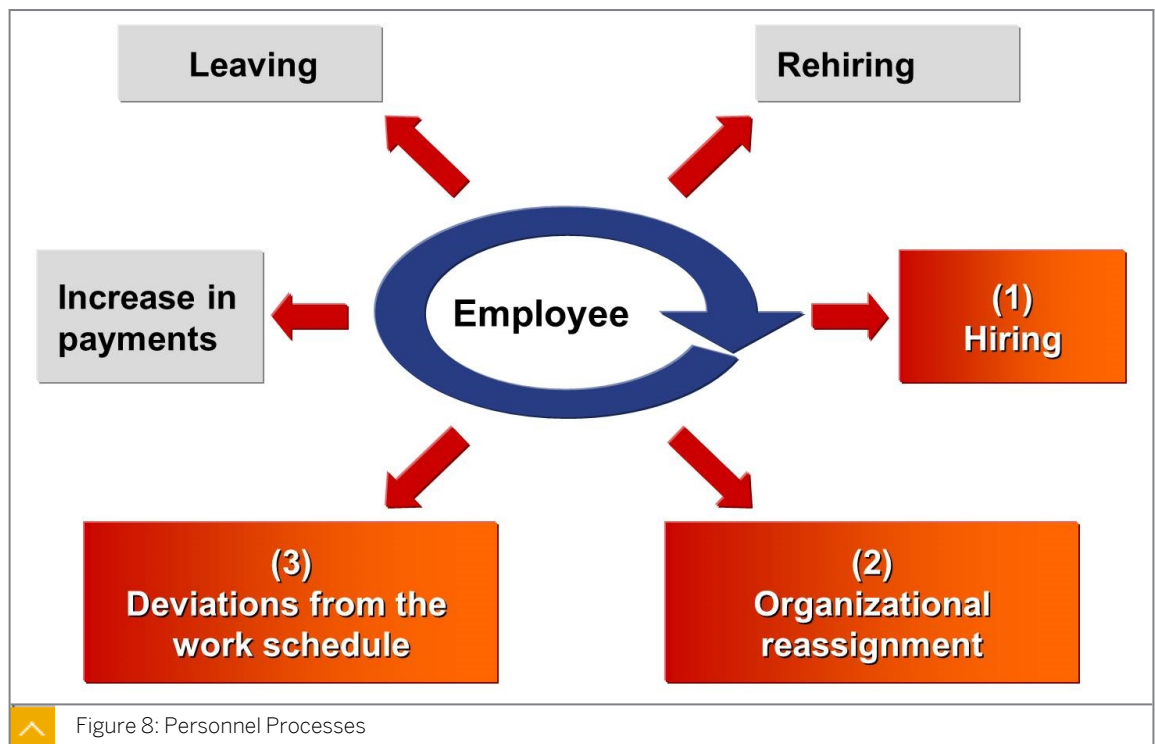 Leaving
Rehiring
Increase in
payments
Employee
(1)
Hiring
(3)
Deviations from the
work schedule
(2)
Organizational
reassignment
Figure 8: Personnel Processes